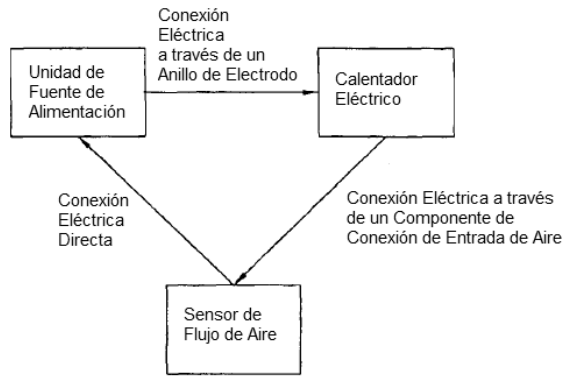 Conexión
Eléctrica
a través de un
Anillo de Electrodo
Unidad de
Fuente de
Alimentación
Calentador
Eléctrico
Conexión
Eléctrica
Directa
Conexión Eléctrica a través
de un Componente de
Conexión de Entrada de Aire
Sensor de
Flujo de Aire